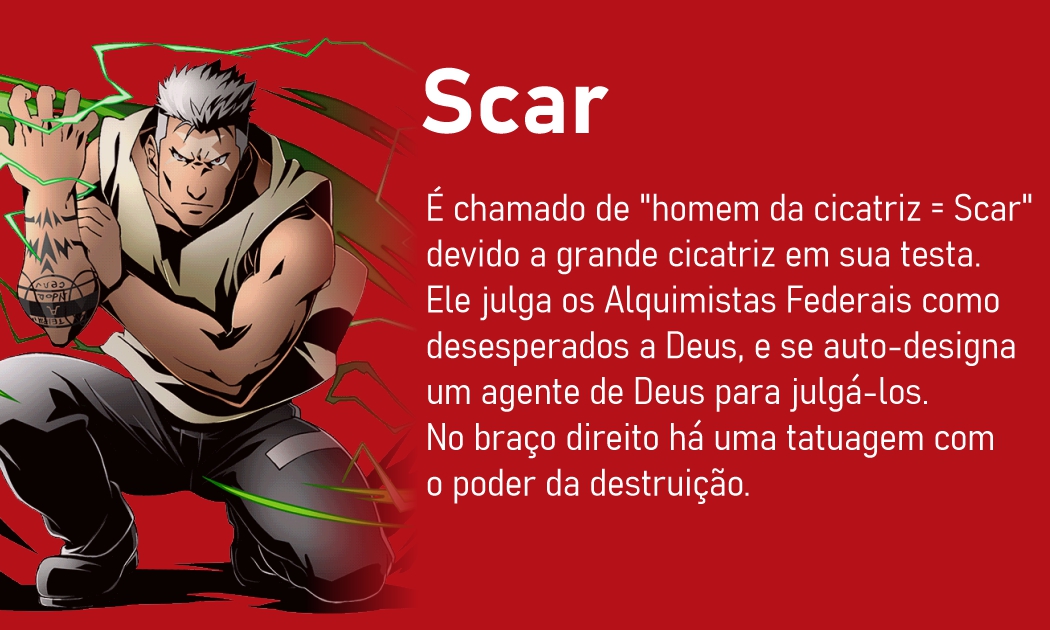 Scar
É chamado de "homem da cicatriz = Scar"
devido a grande cicatriz em sua testa.
Ele julga os Alquimistas Federais como
desesperados a Deus, e se auto-designa
um agente de Deus para julgá-los.
No braço direito há uma tatuagem com
o poder da destruição.